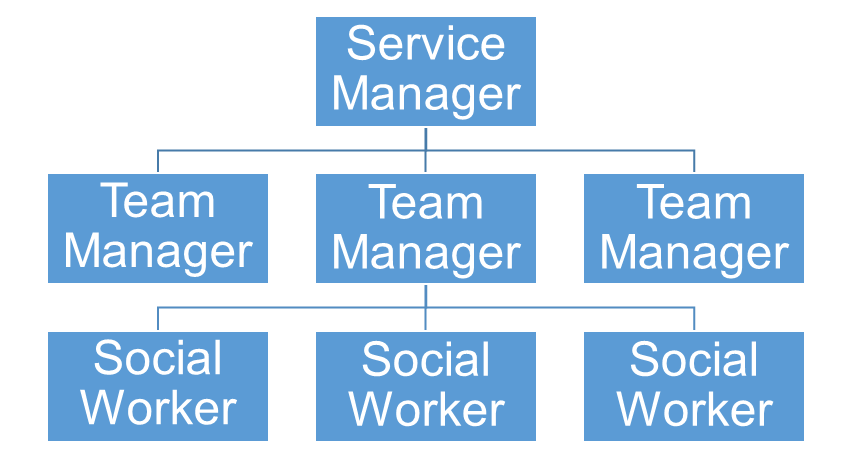 Service
Manager
Team
Manager
Team
Manager
Team
Manager
Social
Worker
Social
Worker
Social
Worker